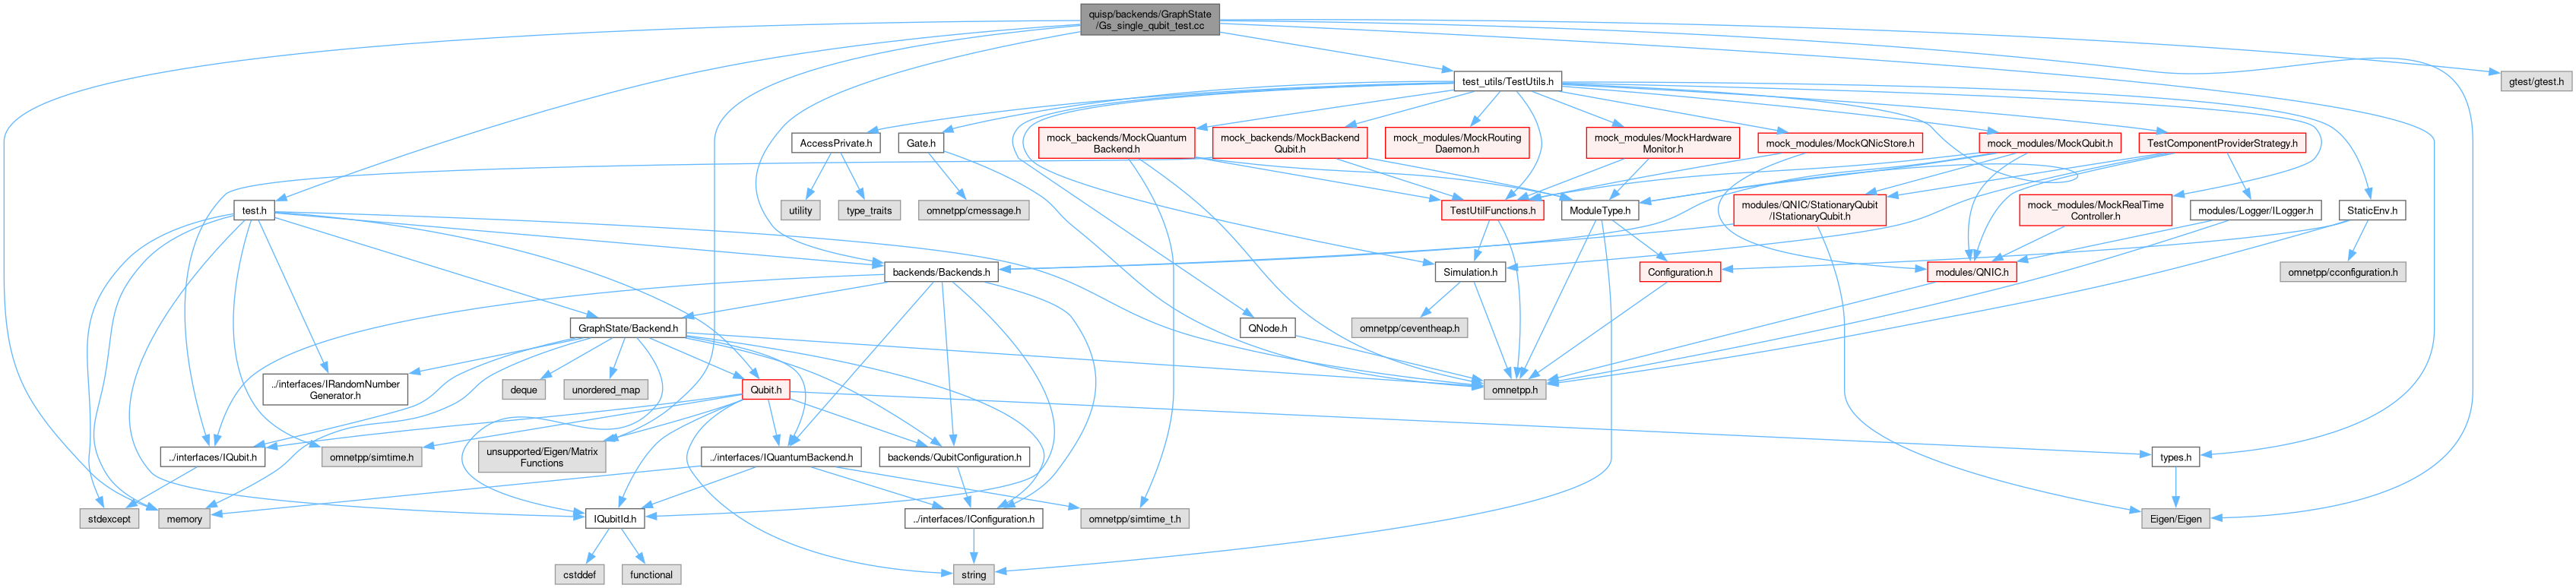 quisp/backends/GraphState
/Gs_single_qubit_test.cc
test_utils/TestUtils.h
gtest/gtest.h
AccessPrivate.h
Gate.h
mock_backends/MockQuantum
Backend.h
mock_backends/MockBackend
Qubit.h
mock_modules/MockRouting
Daemon.h
mock_modules/MockHardware
Monitor.h
mock_modules/MockQNicStore.h
mock_modules/MockQubit.h
TestComponentProviderStrategy.h
utility
type_traits
omnetpp/cmessage.h
test.h
TestUtilFunctions.h
ModuleType.h
modules/QNIC/StationaryQubit
/IStationaryQubit.h
mock_modules/MockRealTime
Controller.h
modules/Logger/ILogger.h
StaticEnv.h
backends/Backends.h
Simulation.h
Configuration.h
modules/QNIC.h
omnetpp/cconfiguration.h
GraphState/Backend.h
QNode.h
omnetpp/ceventheap.h
../interfaces/IRandomNumber
Generator.h
deque
unordered_map
Qubit.h
omnetpp.h
../interfaces/IQubit.h
omnetpp/simtime.h
unsupported/Eigen/Matrix
Functions
../interfaces/IQuantumBackend.h
backends/QubitConfiguration.h
types.h
stdexcept
memory
IQubitId.h
../interfaces/IConfiguration.h
omnetpp/simtime_t.h
Eigen/Eigen
cstddef
functional
string